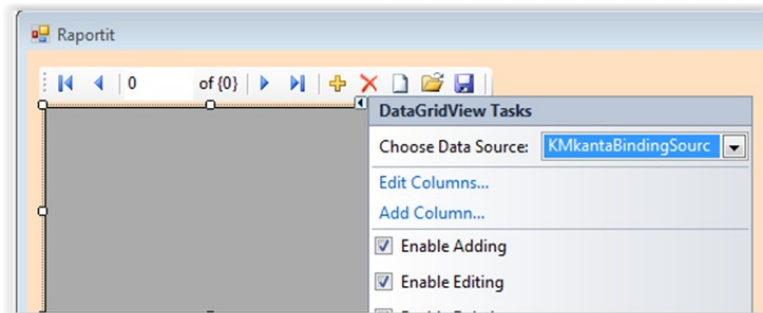 Raportit
0 of {0}
DataGridView Tasks
Choose Data Source: KMkantaBindingSourc
Edit Columns...
Add Column...
Enable Adding
Enable Editing